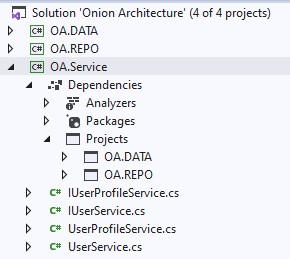 Solution 'Onion Architecture' (4 of 4 projects)
C# OA.DATA
C# OA.REPO
C# OA.Service
Dependencies
Analyzers
Packages
Projects
OA.DATA
OA.REPO
C# IUserProfileService.cs
C# IUserService.cs
C# UserProfileService.cs
C# UserService.cs